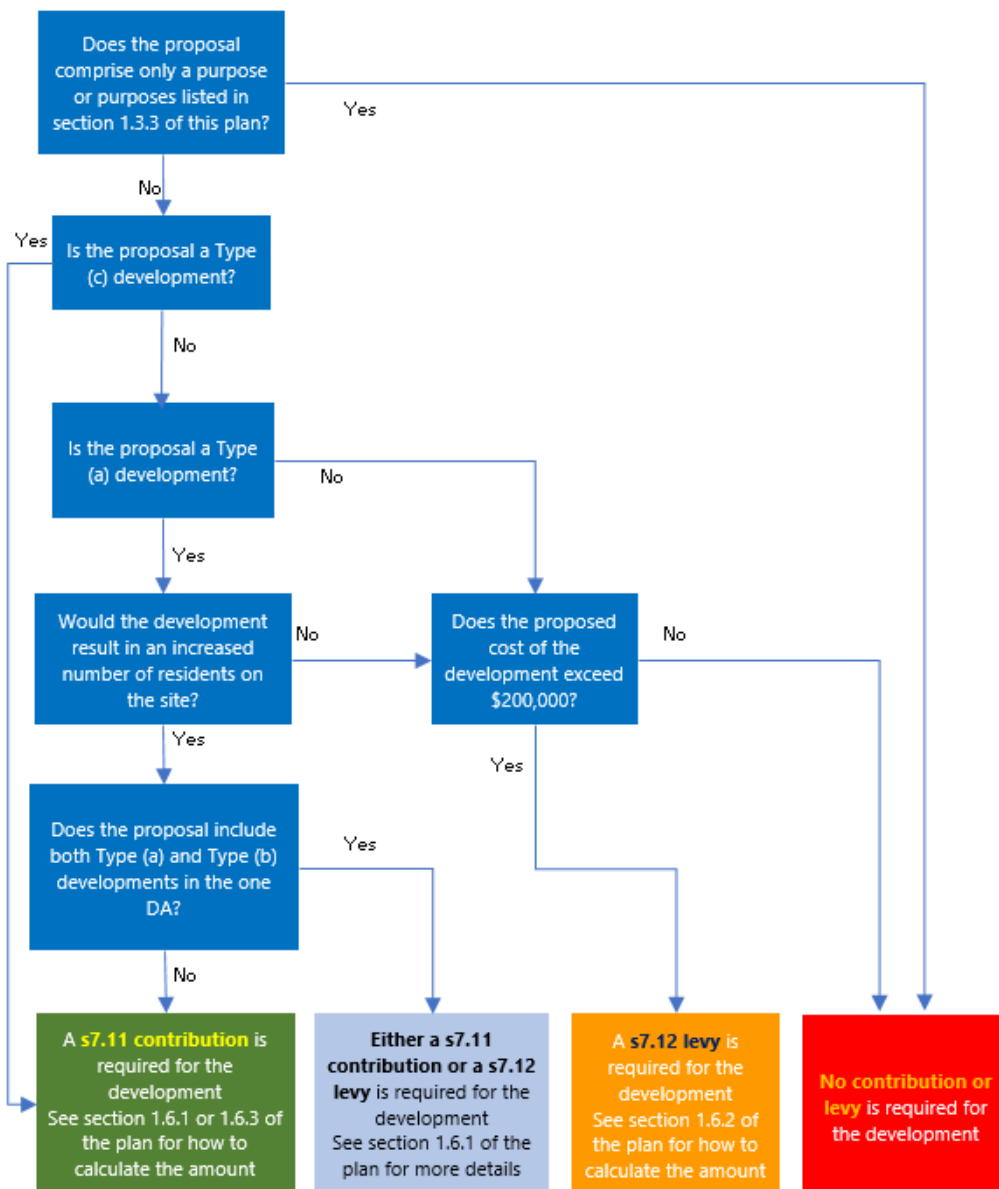 Does the proposal
comprise only a purpose
or purposes listed in
section 1.3.3 of this plan?
Yes
No
Yes
Is the proposal a Type
(c) development?
No
Is the proposal a Type
(a) development?
No
Yes
Would the development
result in an increased
number of residents on
the site?
No
Does the proposed
cost of the
development exceed
$200,000?
No
Yes
Yes
Does the proposal include
both Type (a) and Type (b)
developments in the one
DA?
Yes
No
A s7.11 contribution is
required for the
development
See section 1.6.1 or 1.6.3 of
the plan for how to
calculate the amount
Either a s7.11
contribution or a s7.12
levy is required for the
development
See section 1.6.1 of the
plan for more details
A s7.12 levy is
required for the
development
See section 1.6.2 of
the plan for how to
calculate the amount
No contribution or
levy is required for
the development